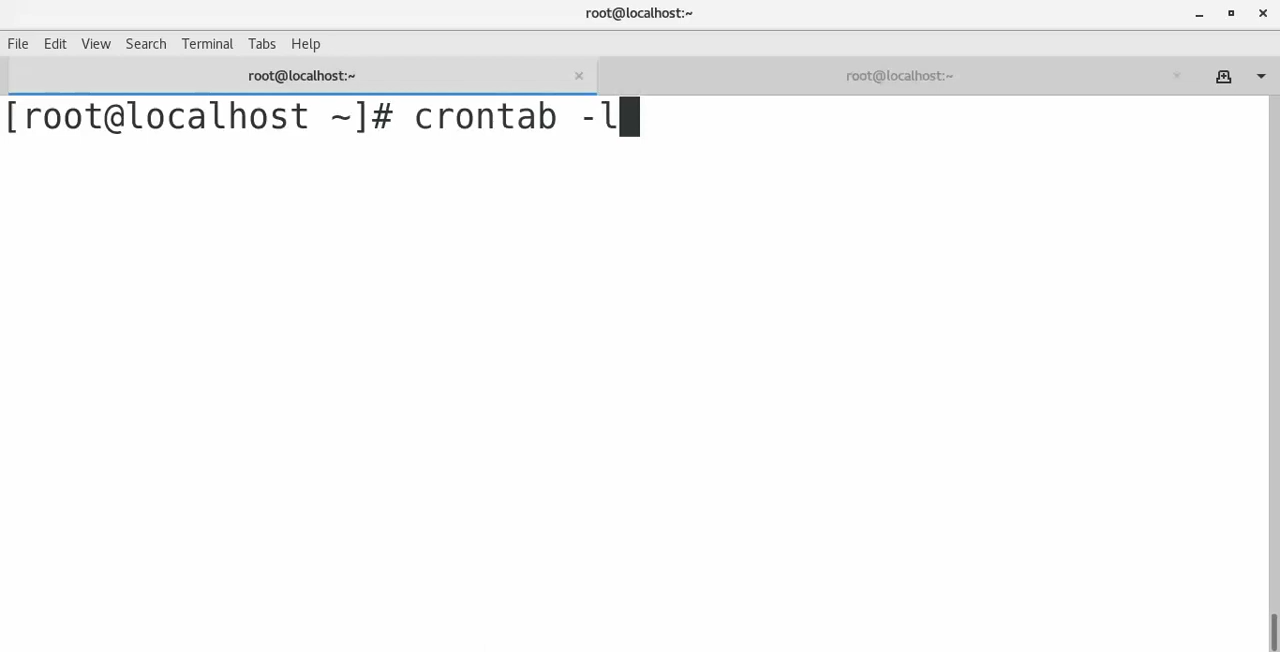 root@localhost:~
File Edit View Search Terminal Tabs Help
root@localhost:~ root@localhost:~
[root@localhost ~]# crontab -l